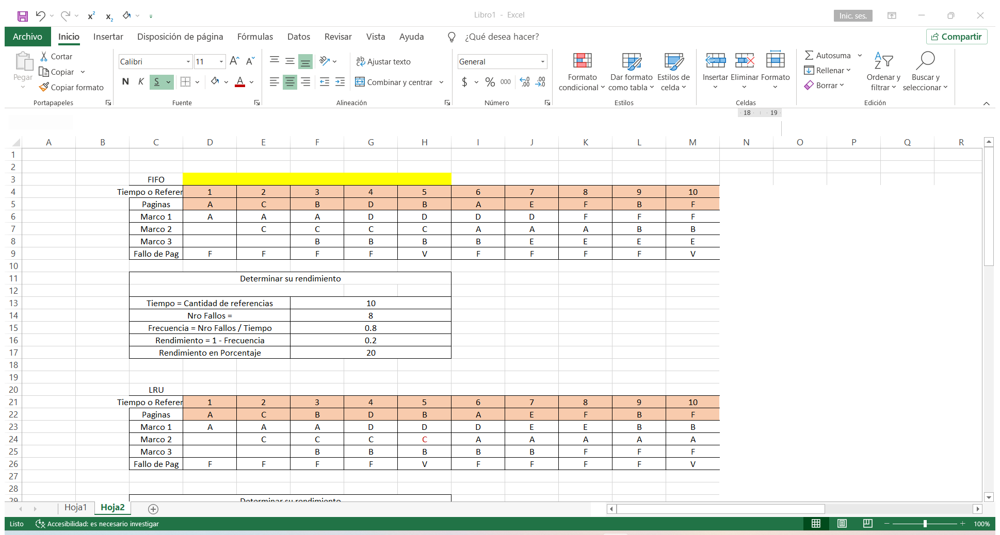 Libro1 - Excel
Inic. ses.
Archivo Inicio Insertar Disposición de página Fórmulas Datos Revisar Vista Ayuda ¿Qué desea hacer? Compartir
Pegar
Cortar
Copiar
Copiar formato
Portapapeles
Calibri 11
N K S
Fuente
Ajustar texto
Combinar y centrar
Alineación
General
$ % 000
Número
Formato condicional
Dar formato como tabla
Estilos de celda
Estilos
Insertar Eliminar Formato
Celdas
Autosuma
Rellenar
Borrar
Ordenar y filtrar
Buscar y seleccionar
Edición
18 19
A B C D E F G H I J K L M N O P Q R
1
2
3 FIFO
4 Tiempo o Referer 1 2 3 4 5 6 7 8 9 10
5 Paginas A C B D B A E F B F
6 Marco 1 A A A D D D D F F F
7 Marco 2 C C C C A A A B B
8 Marco 3 B B B B E E E E
9 Fallo de Pag F F F F V F F F F V
10
11 Determinar su rendimiento
12
13 Tiempo = Cantidad de referencias 10
14 Nro Fallos = 8
15 Frecuencia = Nro Fallos / Tiempo 0.8
16 Rendimiento = 1 - Frecuencia 0.2
17 Rendimiento en Porcentaje 20
18
19
20 LRU
21 Tiempo o Referer 1 2 3 4 5 6 7 8 9 10
22 Paginas A C B D B A E F B F
23 Marco 1 A A A D D D E E B B
24 Marco 2 C C C C A A A A A
25 Marco 3 B B B B B F F F
26 Fallo de Pag F F F F V F F F F V
27
28
29 Determinar su rendimiento
Hoja1 Hoja2
Listo Accesibilidad: es necesario investigar 100%